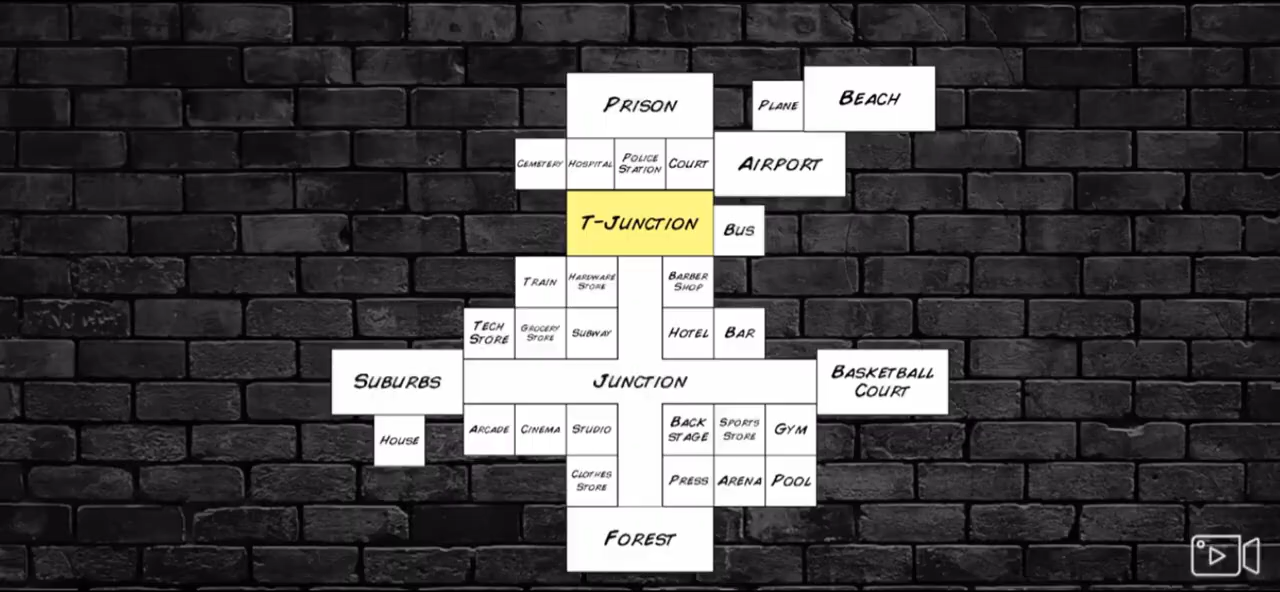 PRISON
PLANE
BEACH
CEMETERY
HOSPITAL
POLICE
STATION
COURT
AIRPORT
T-JUNCTION
BUS
TRAIN
HARDWARE
STORE
BARBER
SHOP
TECH
STORE
GROCERY
STORE
SUBWAY
HOTEL
BAR
SUBURBS
JUNCTION
BASKETBALL
COURT
HOUSE
ARCADE
CINEMA
STUDIO
BACK
STAGE
SPORTS
STORE
GYM
CLOTHES
STORE
PRESS
ARENA
POOL
FOREST